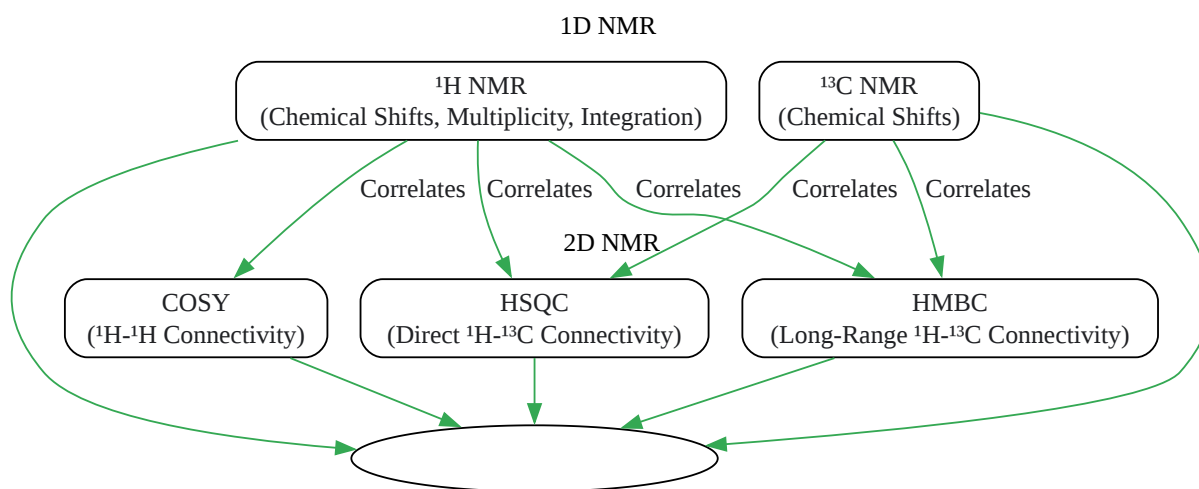 1D NMR
¹H NMR
(Chemical Shifts, Multiplicity, Integration)
¹³C NMR
(Chemical Shifts)
Correlates
Correlates
Correlates
Correlates
Correlates
2D NMR
COSY
(¹H-¹H Connectivity)
HSQC
(Direct ¹H-¹³C Connectivity)
HMBC
(Long-Range ¹H-¹³C Connectivity)